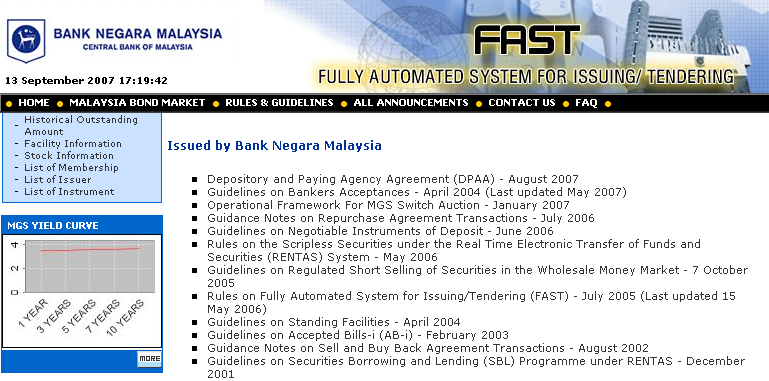 BANK NEGARA MALAYSIA
CENTRAL BANK OF MALAYSIA
FAST
FULLY AUTOMATED SYSTEM FOR ISSUING/ TENDERING
13 September 2007 17:19:42
HOME MALAYSIA BOND MARKET RULES & GUIDELINES ALL ANNOUNCEMENTS CONTACT US FAQ
- Historical Outstanding
Amount
- Facility Information
- Stock Information
- List of Membership
- List of Issuer
- List of Instrument
MGS YIELD CURVE
4
2
0
1 YEAR
3 YEARS
5 YEARS
7 YEARS
10 YEARS
MORE
Issued by Bank Negara Malaysia
Depository and Paying Agency Agreement (DPAA) - August 2007
Guidelines on Bankers Acceptances - April 2004 (Last updated May 2007)
Operational Framework For MGS Switch Auction - January 2007
Guidance Notes on Repurchase Agreement Transactions - July 2006
Guidelines on Negotiable Instruments of Deposit - June 2006
Rules on the Scripless Securities under the Real Time Electronic Transfer of Funds and
Securities (RENTAS) System - May 2006
Guidelines on Regulated Short Selling of Securities in the Wholesale Money Market - 7 October
2005
Rules on Fully Automated System for Issuing/Tendering (FAST) - July 2005 (Last updated 15
May 2006)
Guidelines on Standing Facilities - April 2004
Guidelines on Accepted Bills-i (AB-i) - February 2003
Guidance Notes on Sell and Buy Back Agreement Transactions - August 2002
Guidelines on Securities Borrowing and Lending (SBL) Programme under RENTAS - December
2001